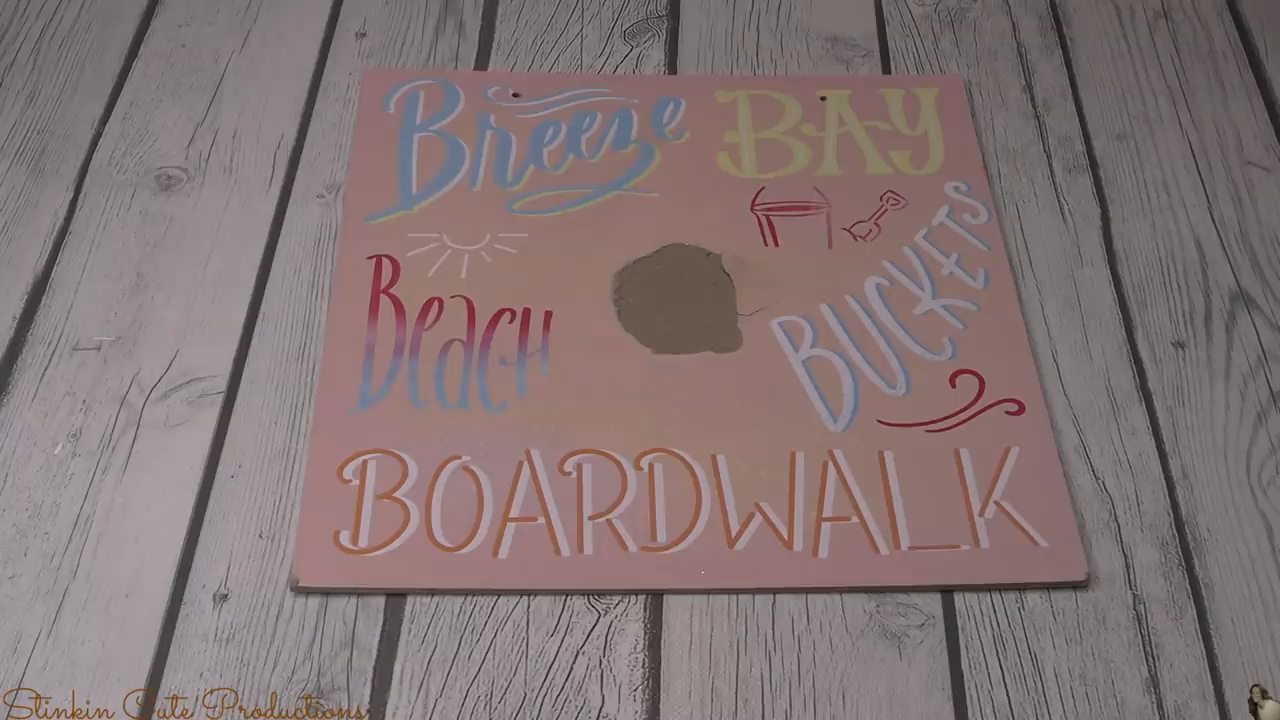 Breeze BAY
BUCKETS
Beach
BOARDWALK
Stinkin Cute Productions